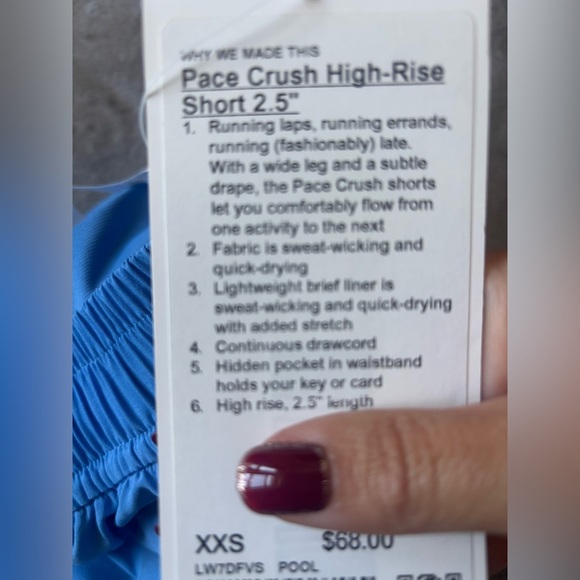 WHY WE MADE THIS
Pace Crush High-Rise
Short 2.5"
1. Running laps, running errands,
running (fashionably) late.
With a wide leg and a subtle
drape, the Pace Crush shorts
let you comfortably flow from
one activity to the next
2. Fabric is sweat-wicking and
quick-drying
3. Lightweight brief liner is
sweat-wicking and quick-drying
with added stretch
4. Continuous drawcord
5. Hidden pocket in waistband
holds your key or card
6. High rise, 2.5" length
XXS $68.00
LW7DFVS POOL